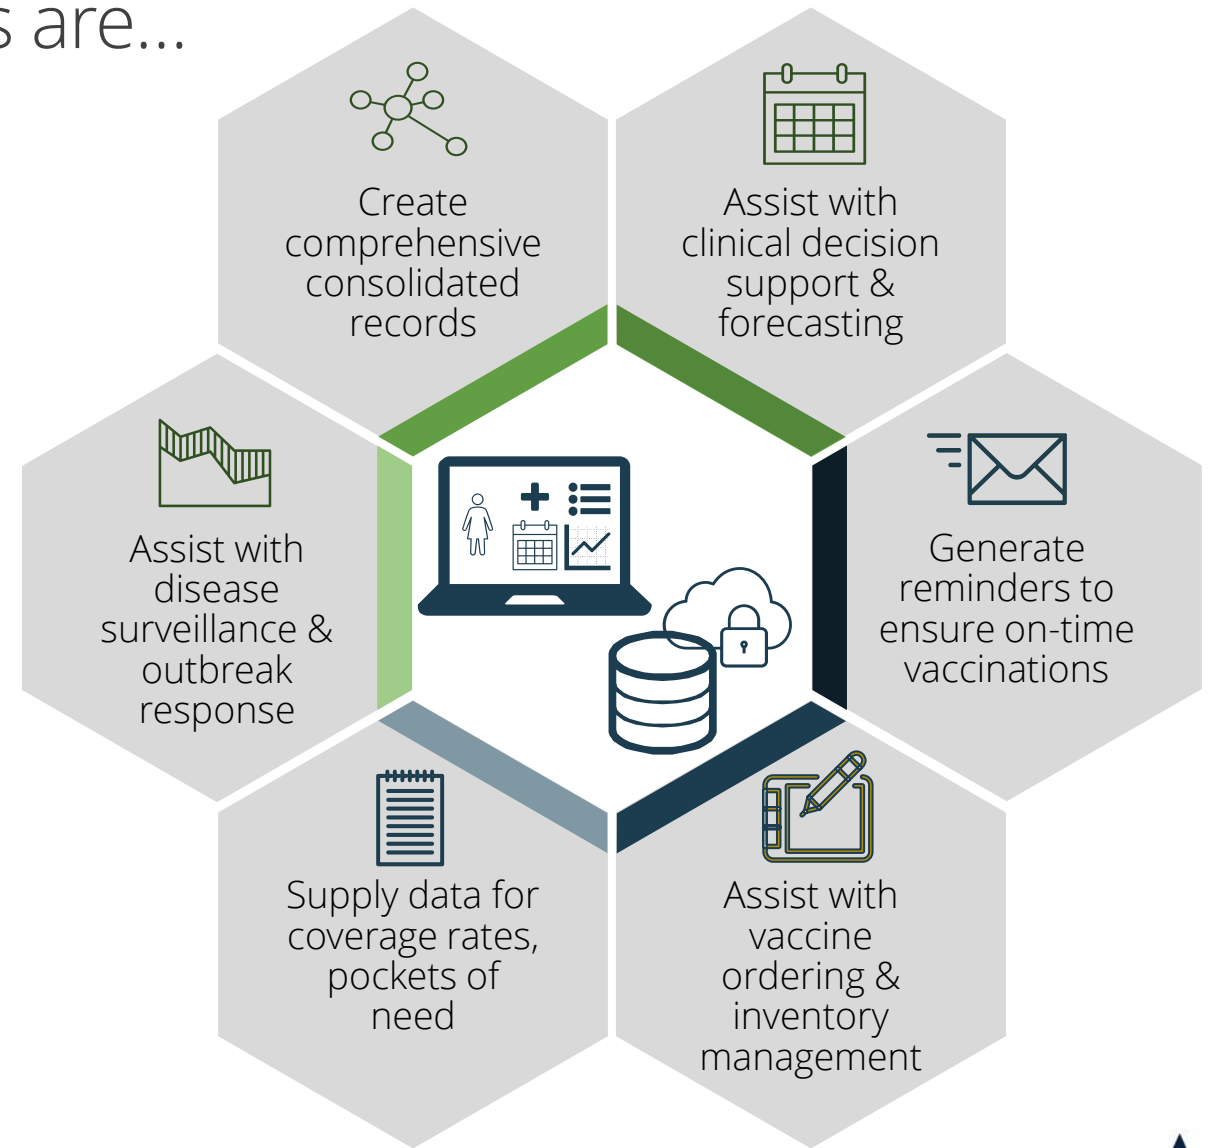 s are...
Create
comprehensive
consolidated
records
Assist with
clinical decision
support &
forecasting
Assist with
disease
surveillance &
outbreak
response
Generate
reminders to
ensure on-time
vaccinations
Supply data for
coverage rates,
pockets of
need
Assist with
vaccine
ordering &
inventory
management